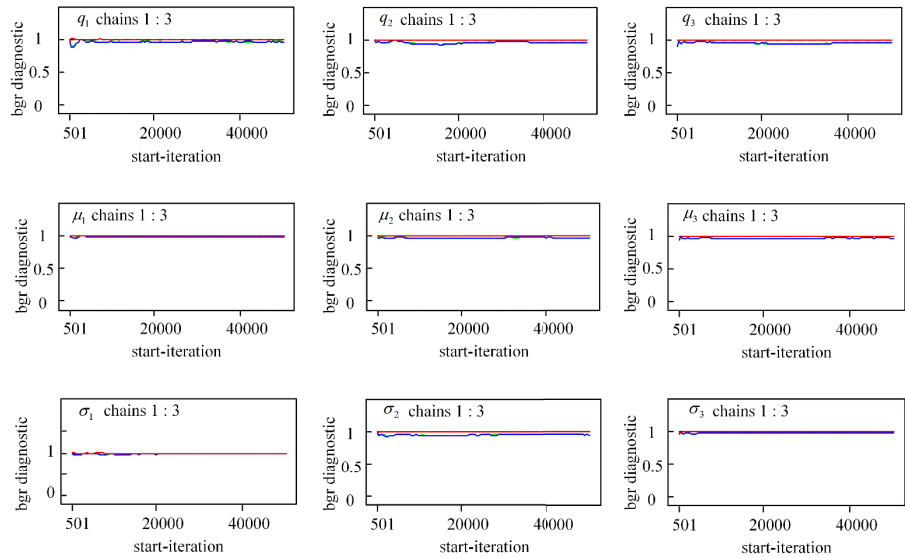 q₁ chains 1 : 3
bgr diagnostic
1
0.5
0
501 20000 40000
start-iteration
q₂ chains 1 : 3
bgr diagnostic
1
0.5
0
501 20000 40000
start-iteration
q₃ chains 1 : 3
bgr diagnostic
1
0.5
0
501 20000 40000
start-iteration
μ₁ chains 1 : 3
bgr diagnostic
1
0.5
0
501 20000 40000
start-iteration
μ₂ chains 1 : 3
bgr diagnostic
1
0.5
0
501 20000 40000
start-iteration
μ₃ chains 1 : 3
bgr diagnostic
1
0.5
0
501 20000 40000
start-iteration
σ₁ chains 1 : 3
bgr diagnostic
1
0
501 20000 40000
start-iteration
σ₂ chains 1 : 3
bgr diagnostic
1
0.5
0
501 20000 40000
start-iteration
σ₃ chains 1 : 3
bgr diagnostic
1
0.5
0
501 20000 40000
start-iteration